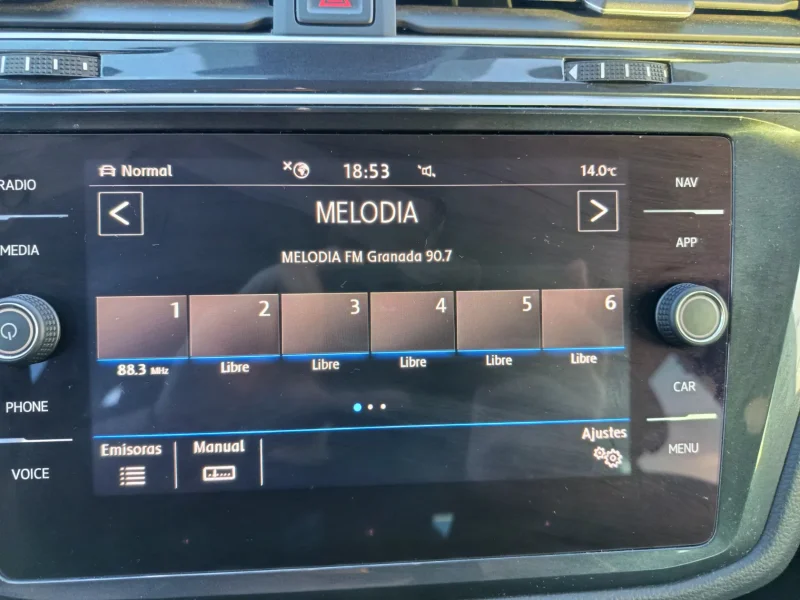 Normal 18:53 14.0°C
RADIO
NAV
MELODIA
MEDIA
APP
MELODIA FM Granada 90.7
1 2 3 4 5 6
88.3 MHz Libre Libre Libre Libre Libre
PHONE
CAR
Emisoras Manual Ajustes
VOICE
MENU